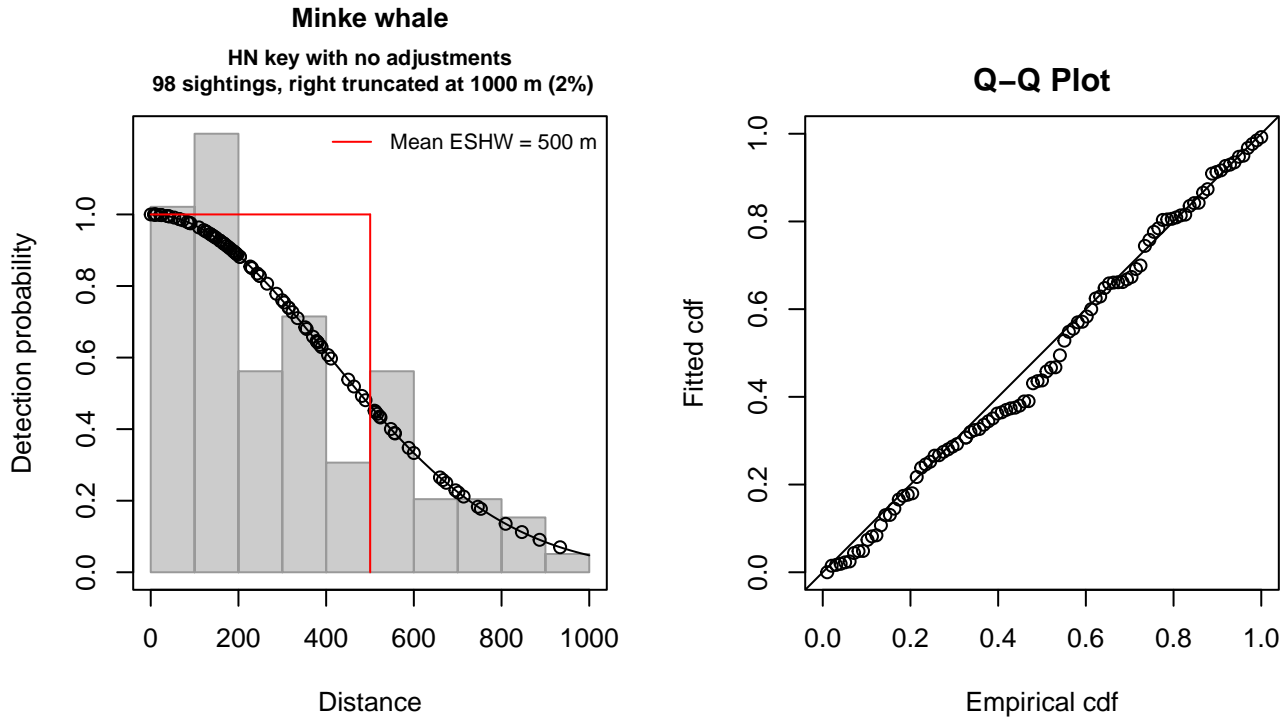 Minke whale
HN key with no adjustments
98 sightings, right truncated at 1000 m (2%)
Mean ESHW = 500 m
Detection probability
0.0 0.2 0.4 0.6 0.8 1.0
0 200 400 600 800 1000
Distance
Q−Q Plot
Fitted cdf
0.0 0.2 0.4 0.6 0.8 1.0
0.0 0.2 0.4 0.6 0.8 1.0
Empirical cdf